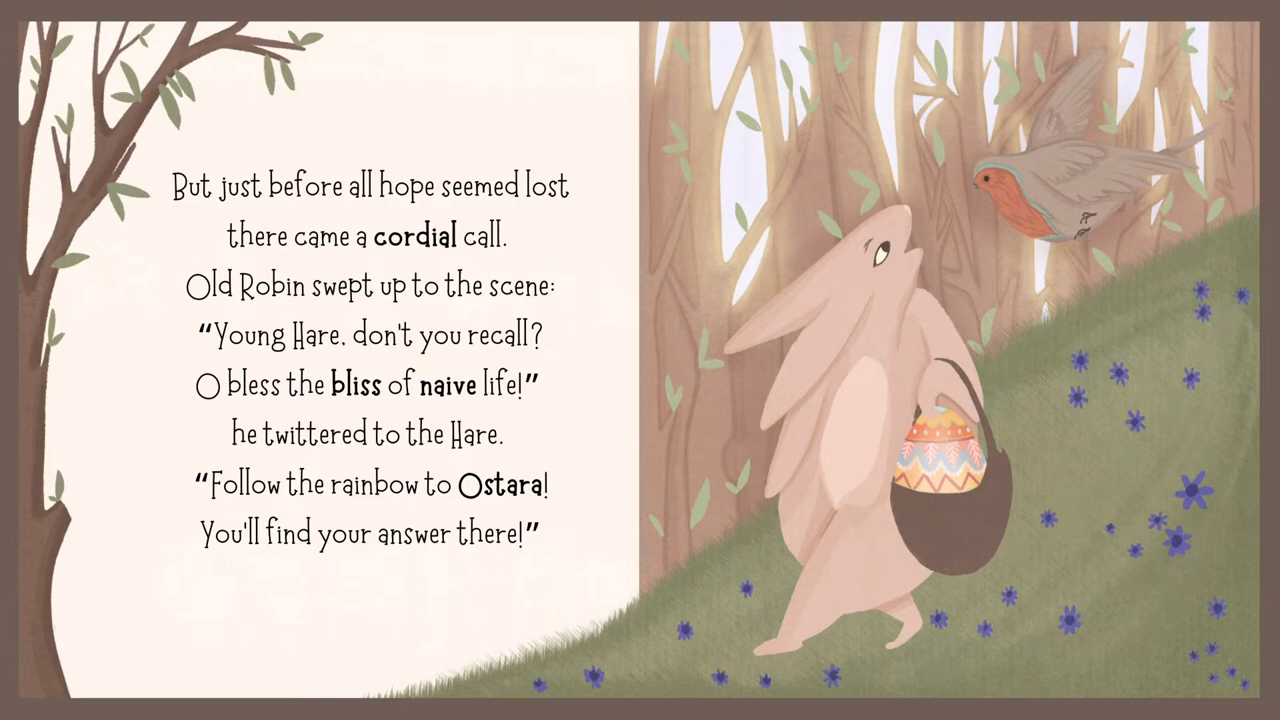 But just before all hope seemed lost
there came a cordial call.
Old Robin swept up to the scene:
“Young Hare, don't you recall?
O bless the bliss of naive life!”
he twittered to the Hare.
“Follow the rainbow to Ostara!
You'll find your answer there!”